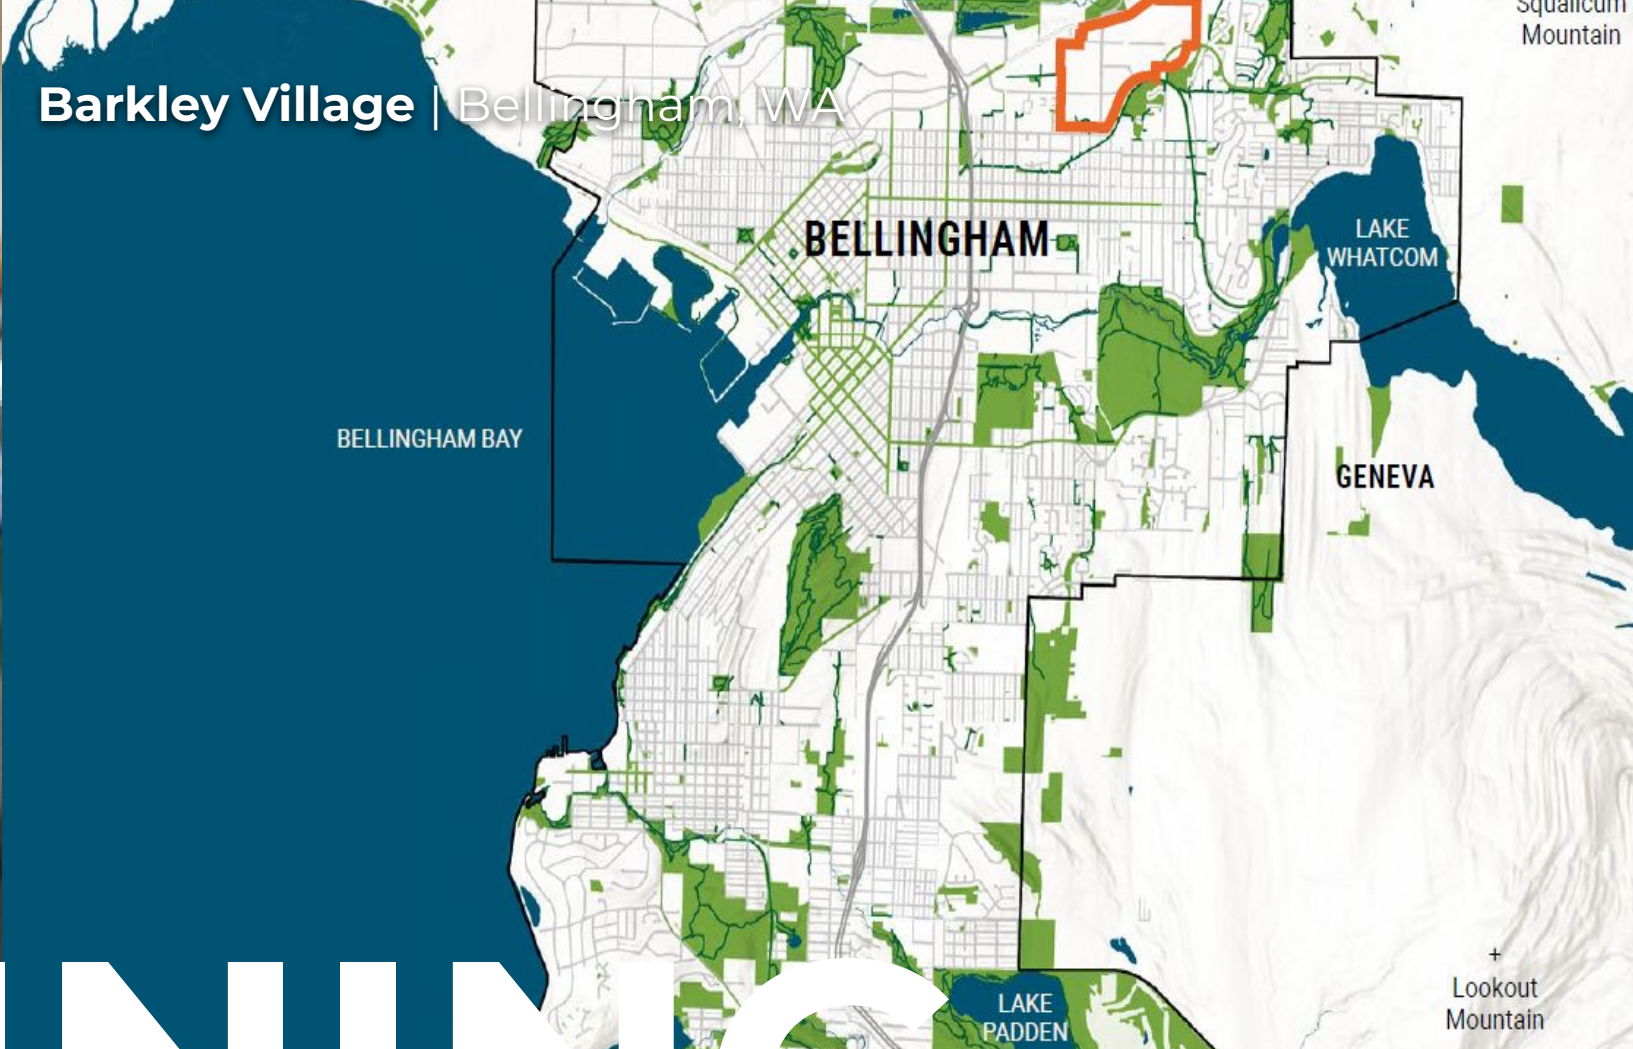 Squalicum
Mountain
Barkley Village | Bellingham, WA
BELLINGHAM
LAKE
WHATCOM
BELLINGHAM BAY
GENEVA
+
Lookout
Mountain
LAKE
PADDEN